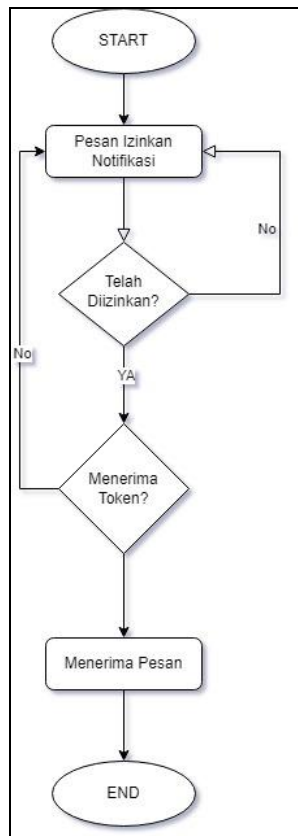 START
Pesan Izinkan
Notifikasi
No
Telah
Diizinkan?
No
YA
Menerima
Token?
Menerima Pesan
END